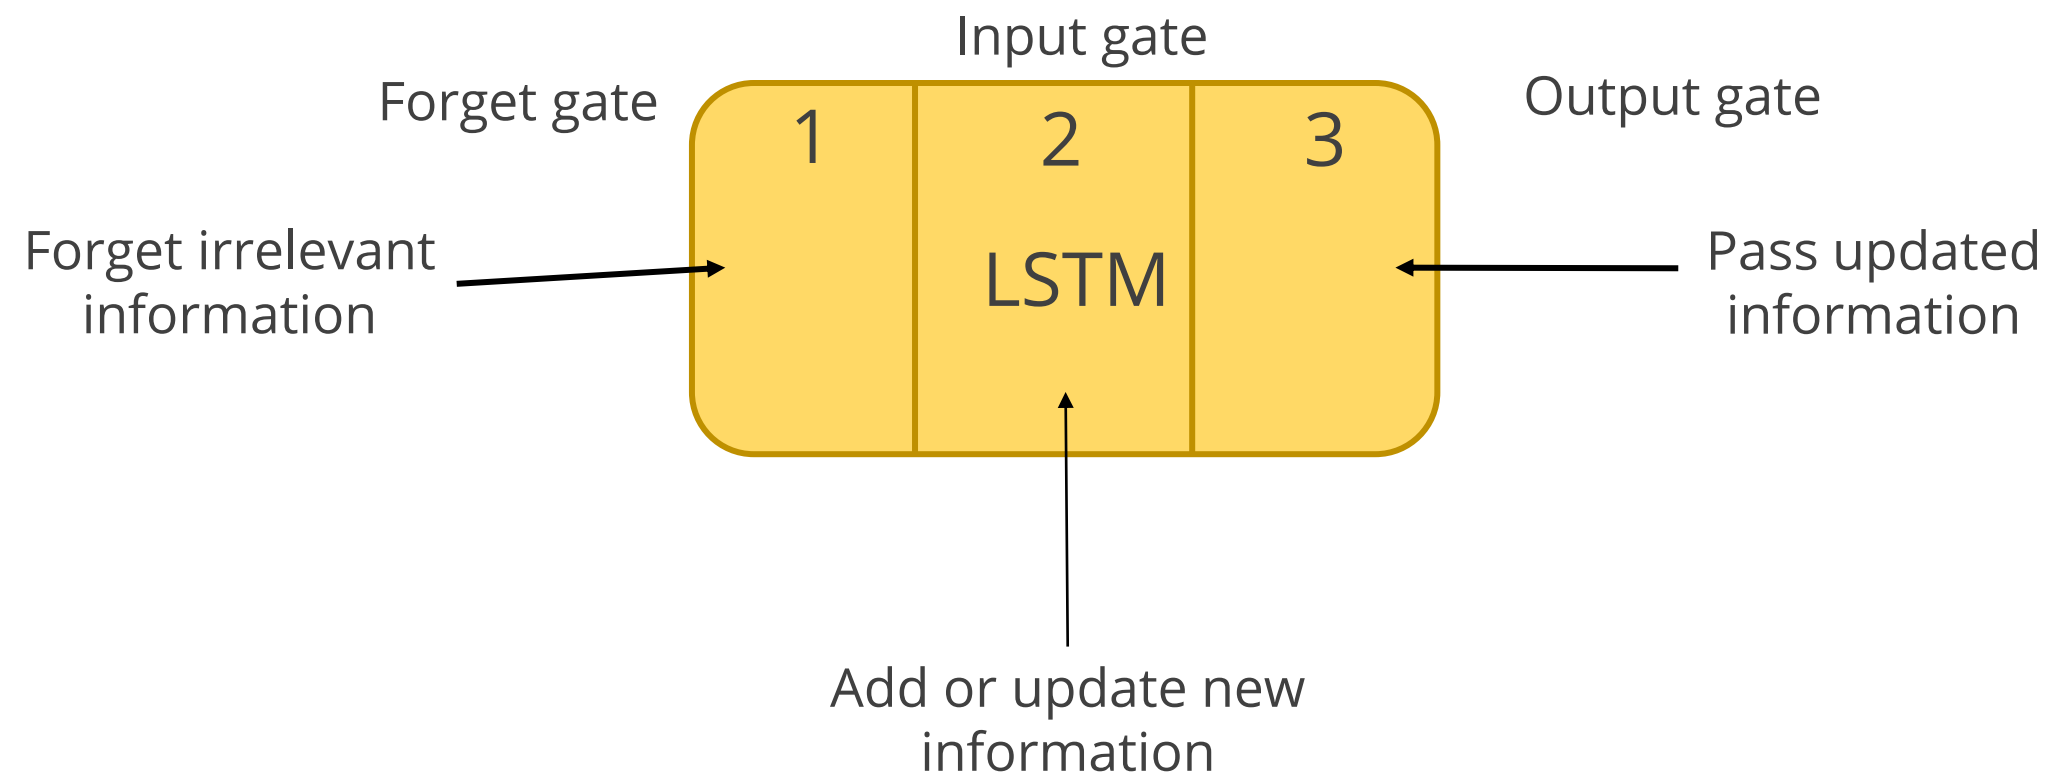 Input gate
Forget gate
Output gate
1
2
3
Forget irrelevant
information
LSTM
Pass updated
information
Add or update new
information